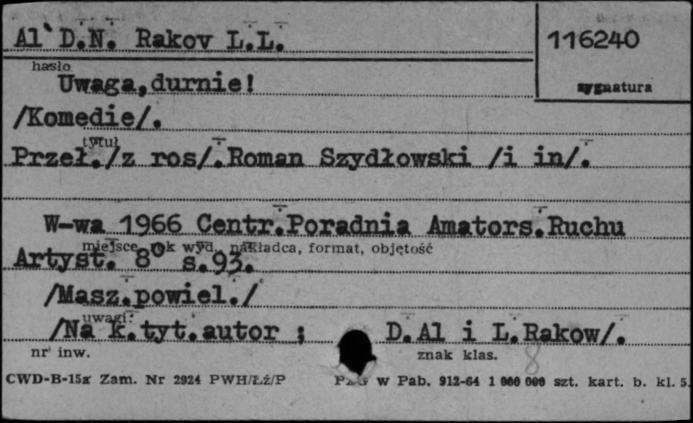 Al' D.N. Rakov L.L.
116240
hasło
sygnatura
Uwaga,durnie!
/Komedie/.
tytuł
Przeł./z ros/.Roman Szydłowski /i in/.
W-wa 1966 Centr.Poradnia Amators.Ruchu
miejsce, rok wyd., nakładca, format, objętość
Artyst. 8° s.93.
/Masz.powiel./
uwagi:
/Na k.tyt.autor : D.Al i L.Rakow/.
nr inw.
znak klas.
8
CWD-B-15a Zam. Nr 2924 PWH/Łź/P w Pab. 912-64 1 000 000 szt. kart. b. kl. 5.